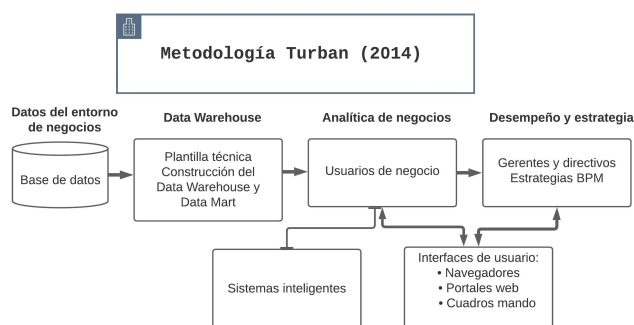 Metodología Turban (2014)
Datos del entorno
de negocios
Data Warehouse
Analítica de negocios
Desempeño y estrategia
Base de datos
Plantilla técnica
Construcción del
Data Warehouse y
Data Mart
Usuarios de negocio
Gerentes y directivos
Estrategias BPM
Sistemas inteligentes
Interfaces de usuario:
• Navegadores
• Portales web
• Cuadros mando